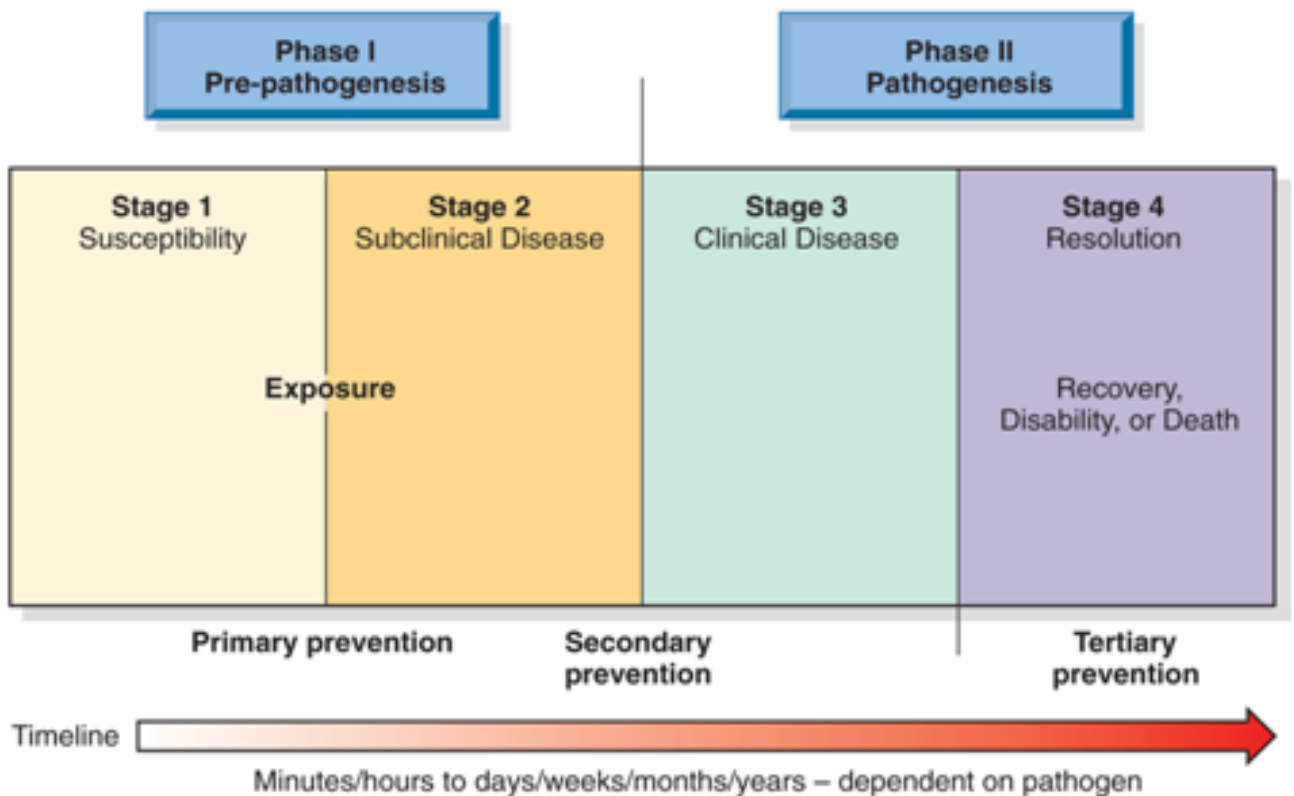 Phase I
Pre-pathogenesis
Phase II
Pathogenesis
Stage 1
Susceptibility
Stage 2
Subclinical Disease
Stage 3
Clinical Disease
Stage 4
Resolution
Exposure
Recovery,
Disability, or Death
Primary prevention
Secondary
prevention
Tertiary
prevention
Timeline
Minutes/hours to days/weeks/months/years – dependent on pathogen